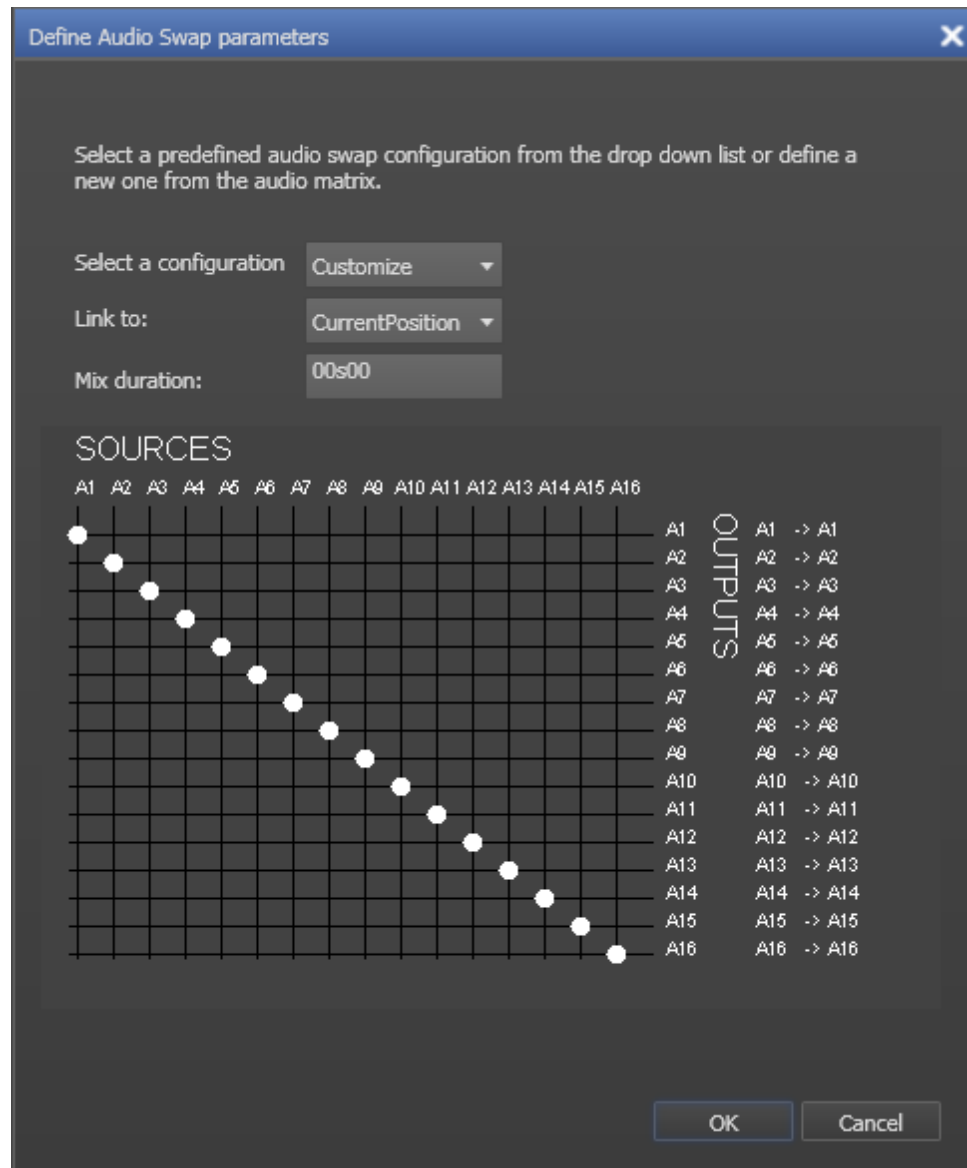 Define Audio Swap parameters
Select a predefined audio swap configuration from the drop down list or define a
new one from the audio matrix.
Select a configuration Customize
Link to: CurrentPosition
Mix duration: 00s00
SOURCES
A1 A2 A3 A4 A5 A6 A7 A8 A9 A10 A11 A12 A13 A14 A15 A16
OUTPUTS
A1 A1 -> A1
A2 A2 -> A2
A3 A3 -> A3
A4 A4 -> A4
A5 A5 -> A5
A6 A6 -> A6
A7 A7 -> A7
A8 A8 -> A8
A9 A9 -> A9
A10 A10 -> A10
A11 A11 -> A11
A12 A12 -> A12
A13 A13 -> A13
A14 A14 -> A14
A15 A15 -> A15
A16 A16 -> A16
OK Cancel